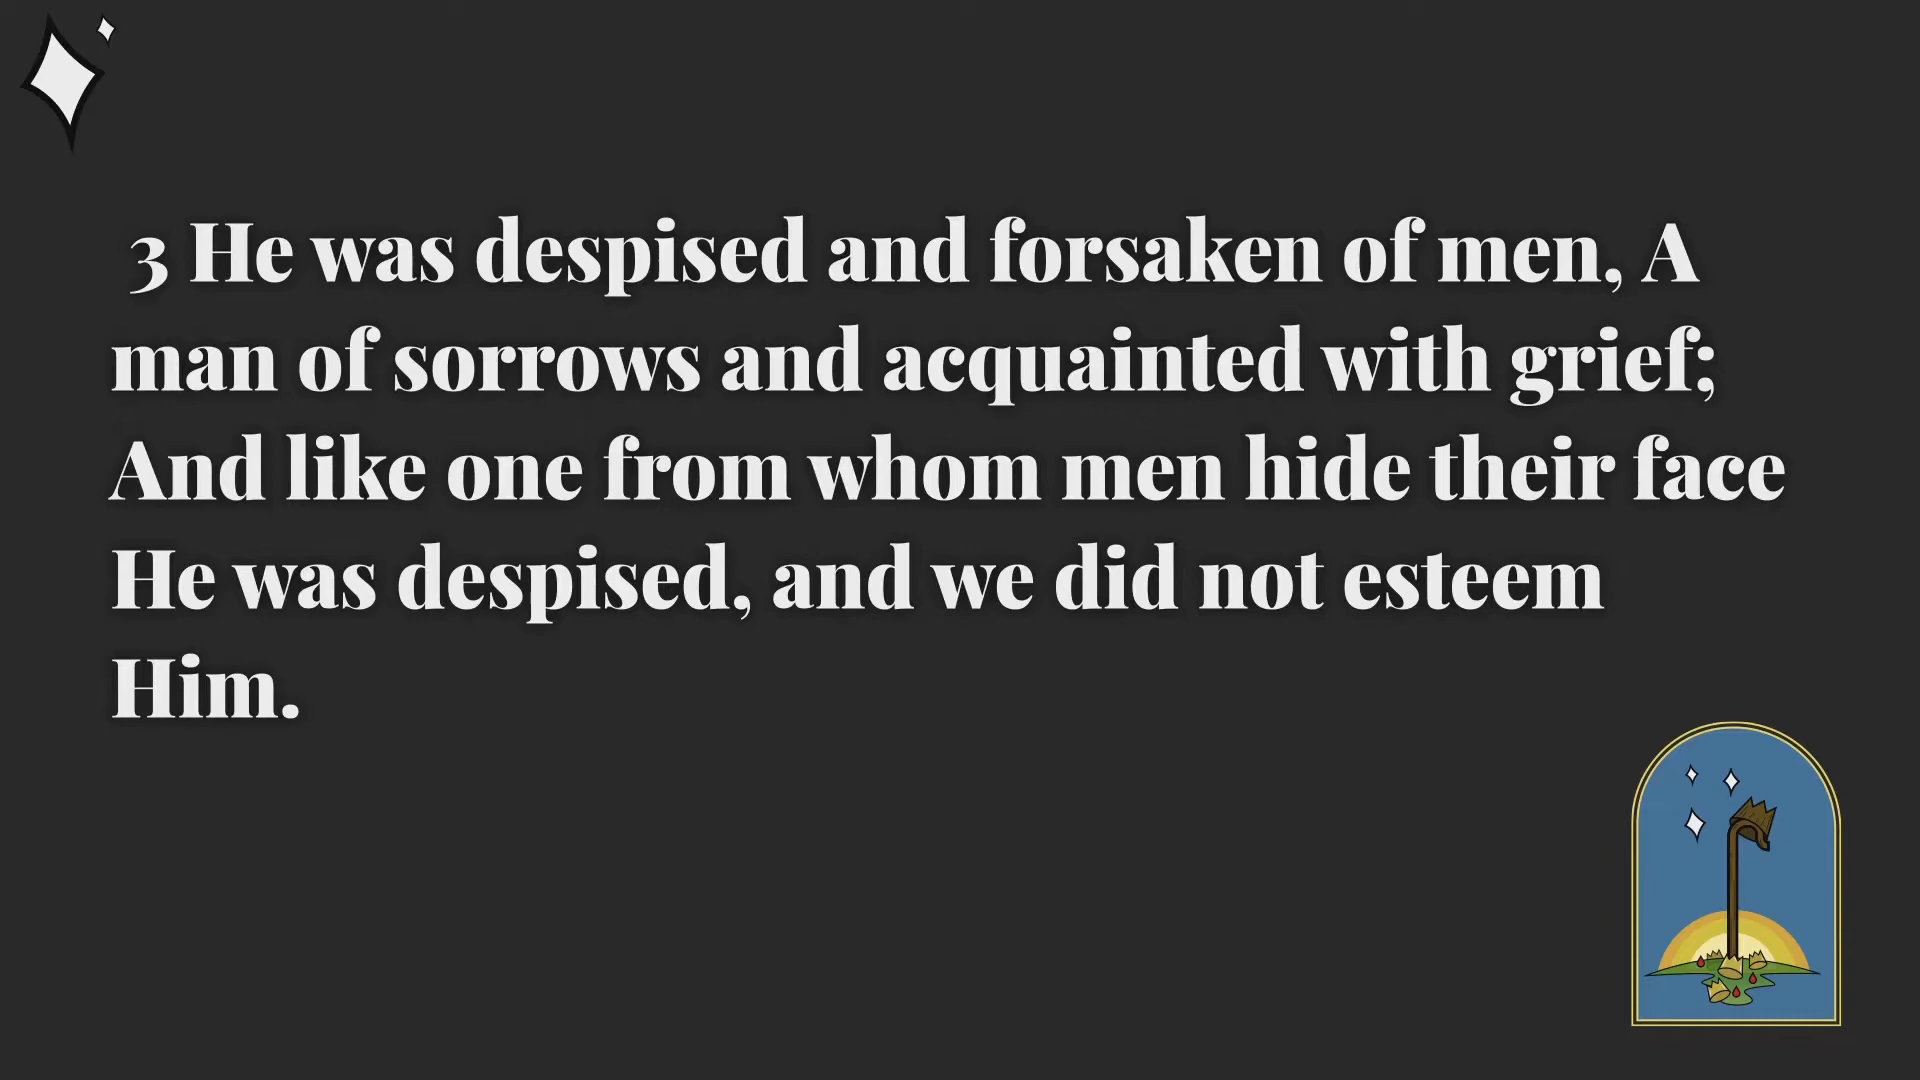 3 He was despised and forsaken of men, A
man of sorrows and acquainted with grief;
And like one from whom men hide their face
He was despised, and we did not esteem
Him.